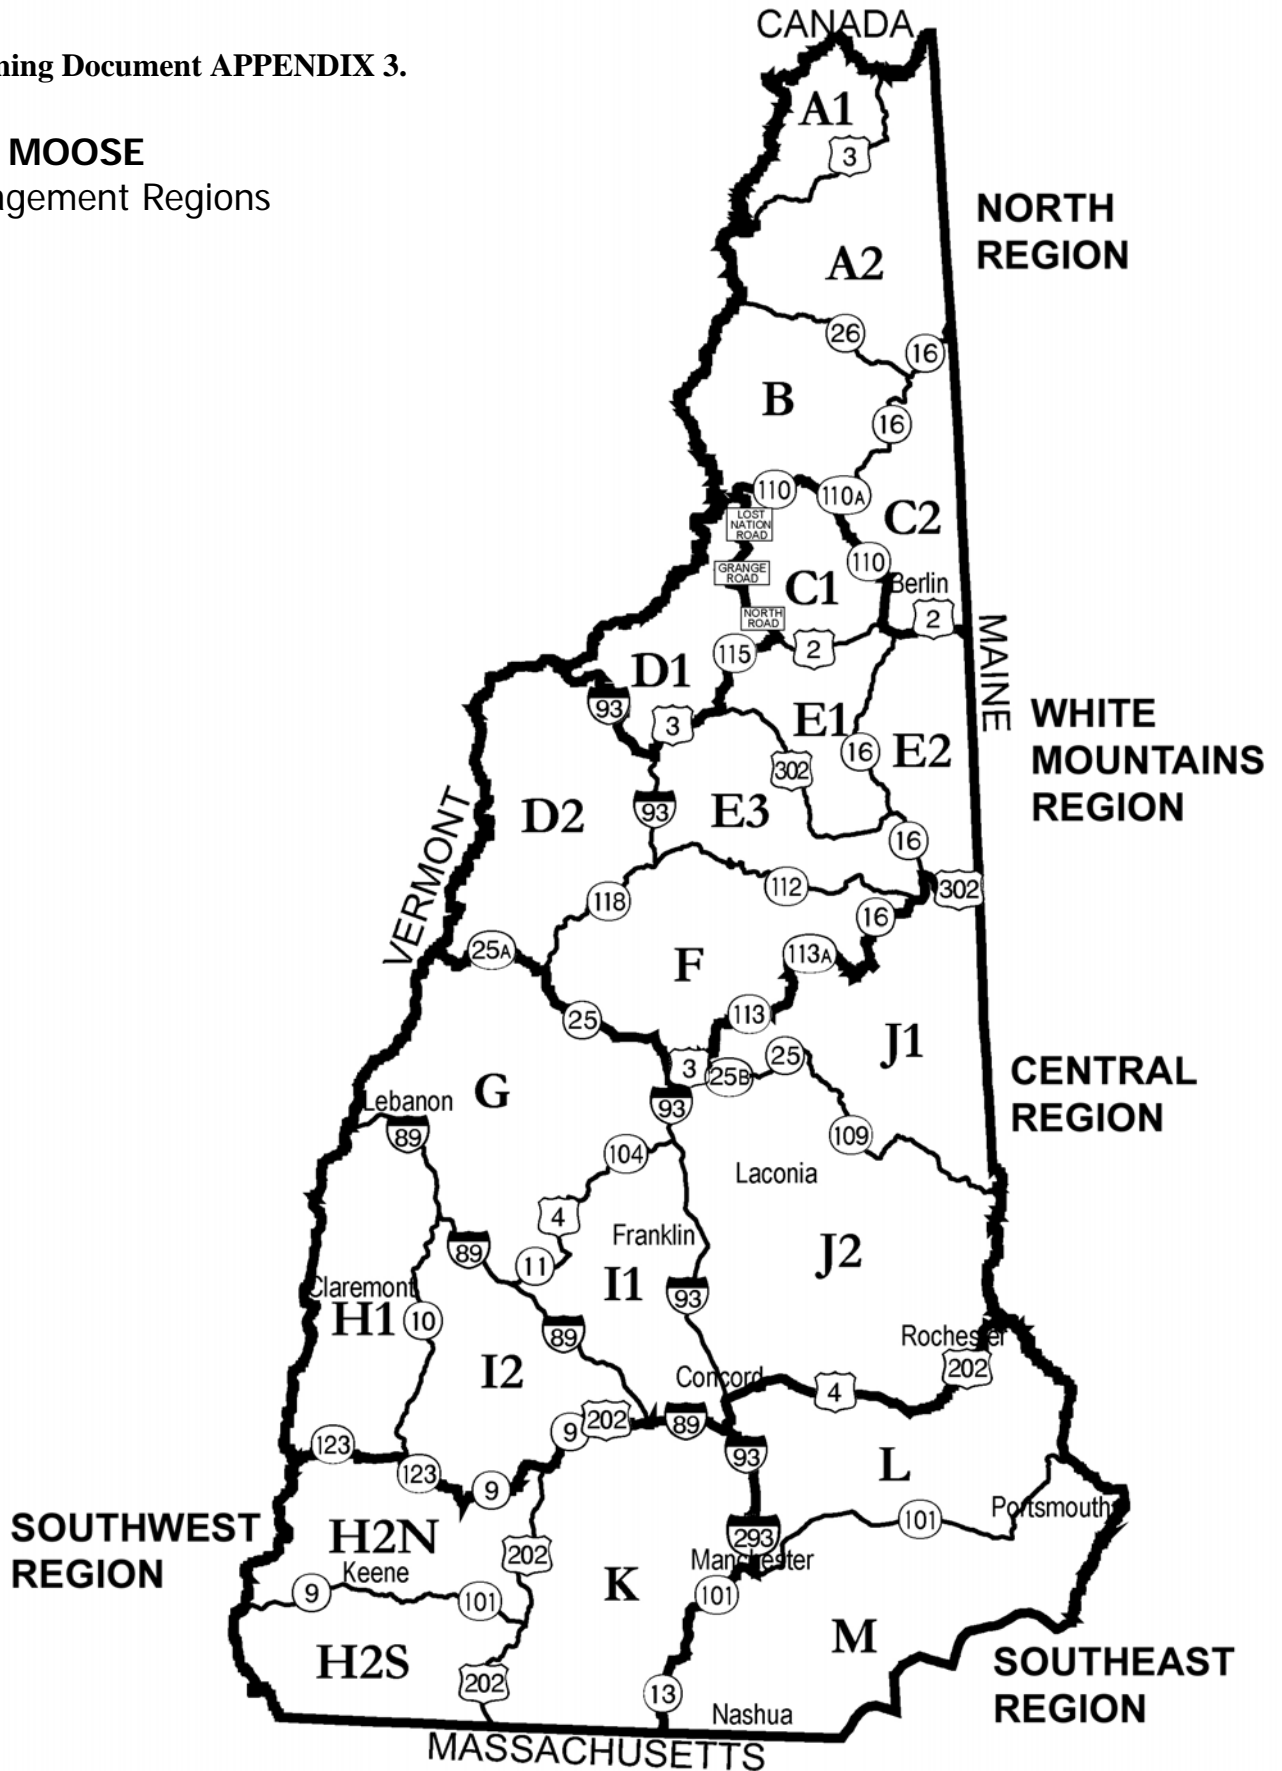 CANADA
ning Document APPENDIX 3.
MOOSE
agement Regions
A1
3
NORTH
REGION
A2
26
16
B
16
110
110A
LOST
NATION
ROAD
C2
110
GRANGE
ROAD
C1
Berlin
NORTH
ROAD
2
2
MAINE
115
D1
93
3
E1
16
E2
WHITE
MOUNTAINS
REGION
302
D2
93
E3
16
VERMONT
112
302
118
16
25A
113A
F
25
113
J1
3
25B
25
CENTRAL
REGION
G
93
Lebanon
89
109
104
Laconia
4
Franklin
89
11
J2
I1
Claremont
H1
10
93
89
Rochester
202
I2
Concord
4
9
202
89
123
93
123
9
L
SOUTHWEST
REGION
H2N
Portsmouth
101
293
202
Manchester
Keene
K
9
101
101
M
H2S
SOUTHEAST
REGION
202
13
Nashua
MASSACHUSETTS